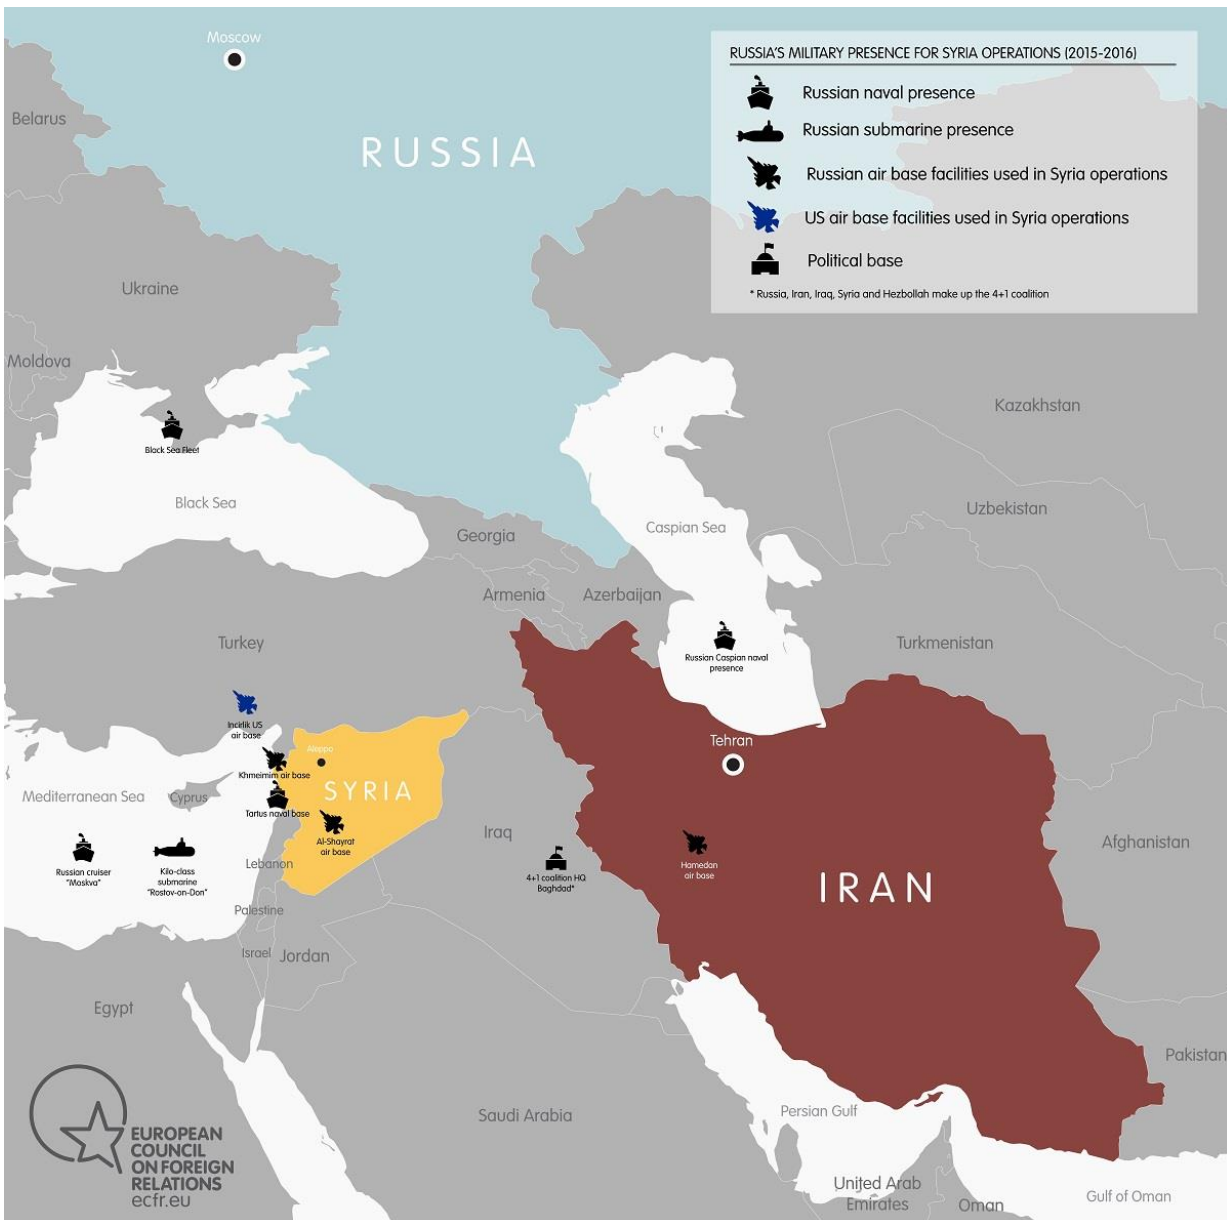 Moscow
RUSSIA'S MILITARY PRESENCE FOR SYRIA OPERATIONS (2015-2016)
Russian naval presence
Russian submarine presence
Russian air base facilities used in Syria operations
US air base facilities used in Syria operations
Political base
* Russia, Iran, Iraq, Syria and Hezbollah make up the 4+1 coalition
Belarus
RUSSIA
Ukraine
Moldova
Kazakhstan
Black Sea Fleet
Black Sea
Uzbekistan
Caspian Sea
Georgia
Armenia
Azerbaijan
Turkey
Turkmenistan
Russian Caspian naval
presence
Incirlik US
air base
Tehran
Aleppo
Khmeimim air base
SYRIA
Mediterranean Sea
Cyprus
Tartus naval base
Iraq
Al-Shayrat
air base
Afghanistan
Lebanon
Russian cruiser
"Moskva"
Kilo-class
submarine
"Rostov-on-Don"
4+1 coalition HQ
Baghdad*
Hamedan
air base
IRAN
Palestine
Israel
Jordan
Egypt
Pakistan
Saudi Arabia
Persian Gulf
EUROPEAN
COUNCIL
ON FOREIGN
RELATIONS
ecfr.eu
United Arab
Emirates
Oman
Gulf of Oman